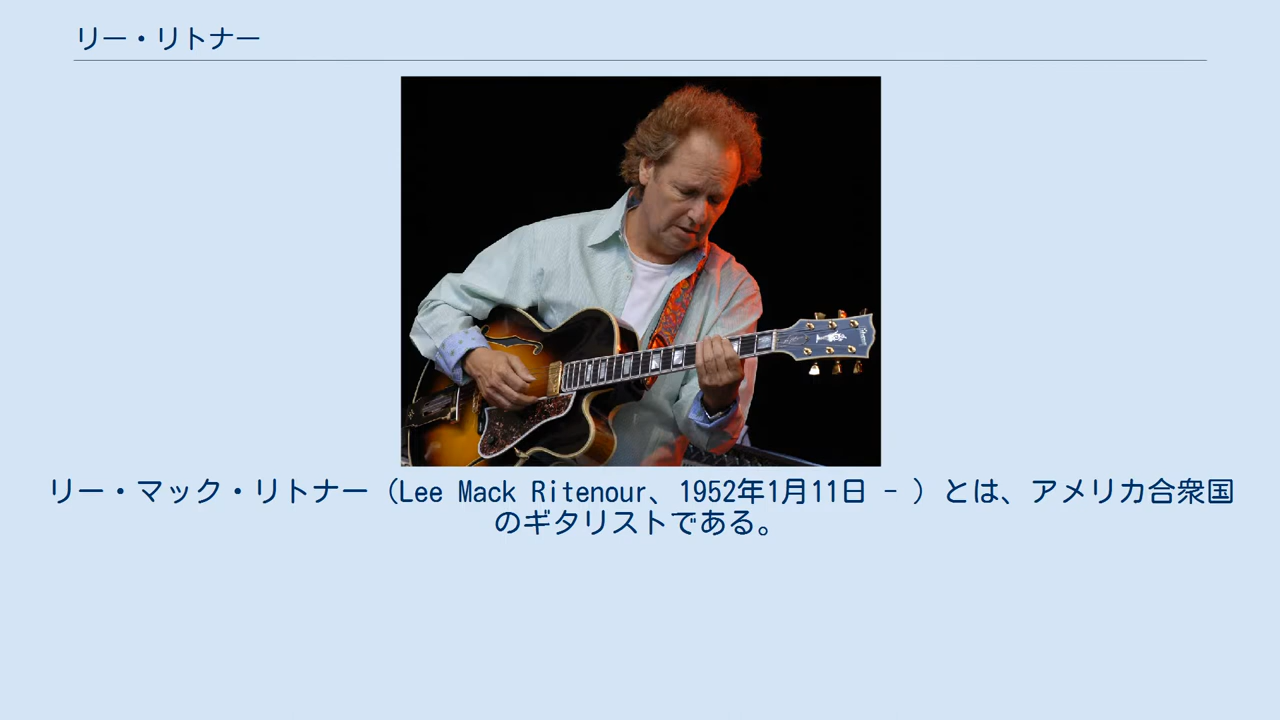 リー・リトナー
リー・マック・リトナー（Lee Mack Ritenour、1952年1月11日 - ）とは、アメリカ合衆国
のギタリストである。